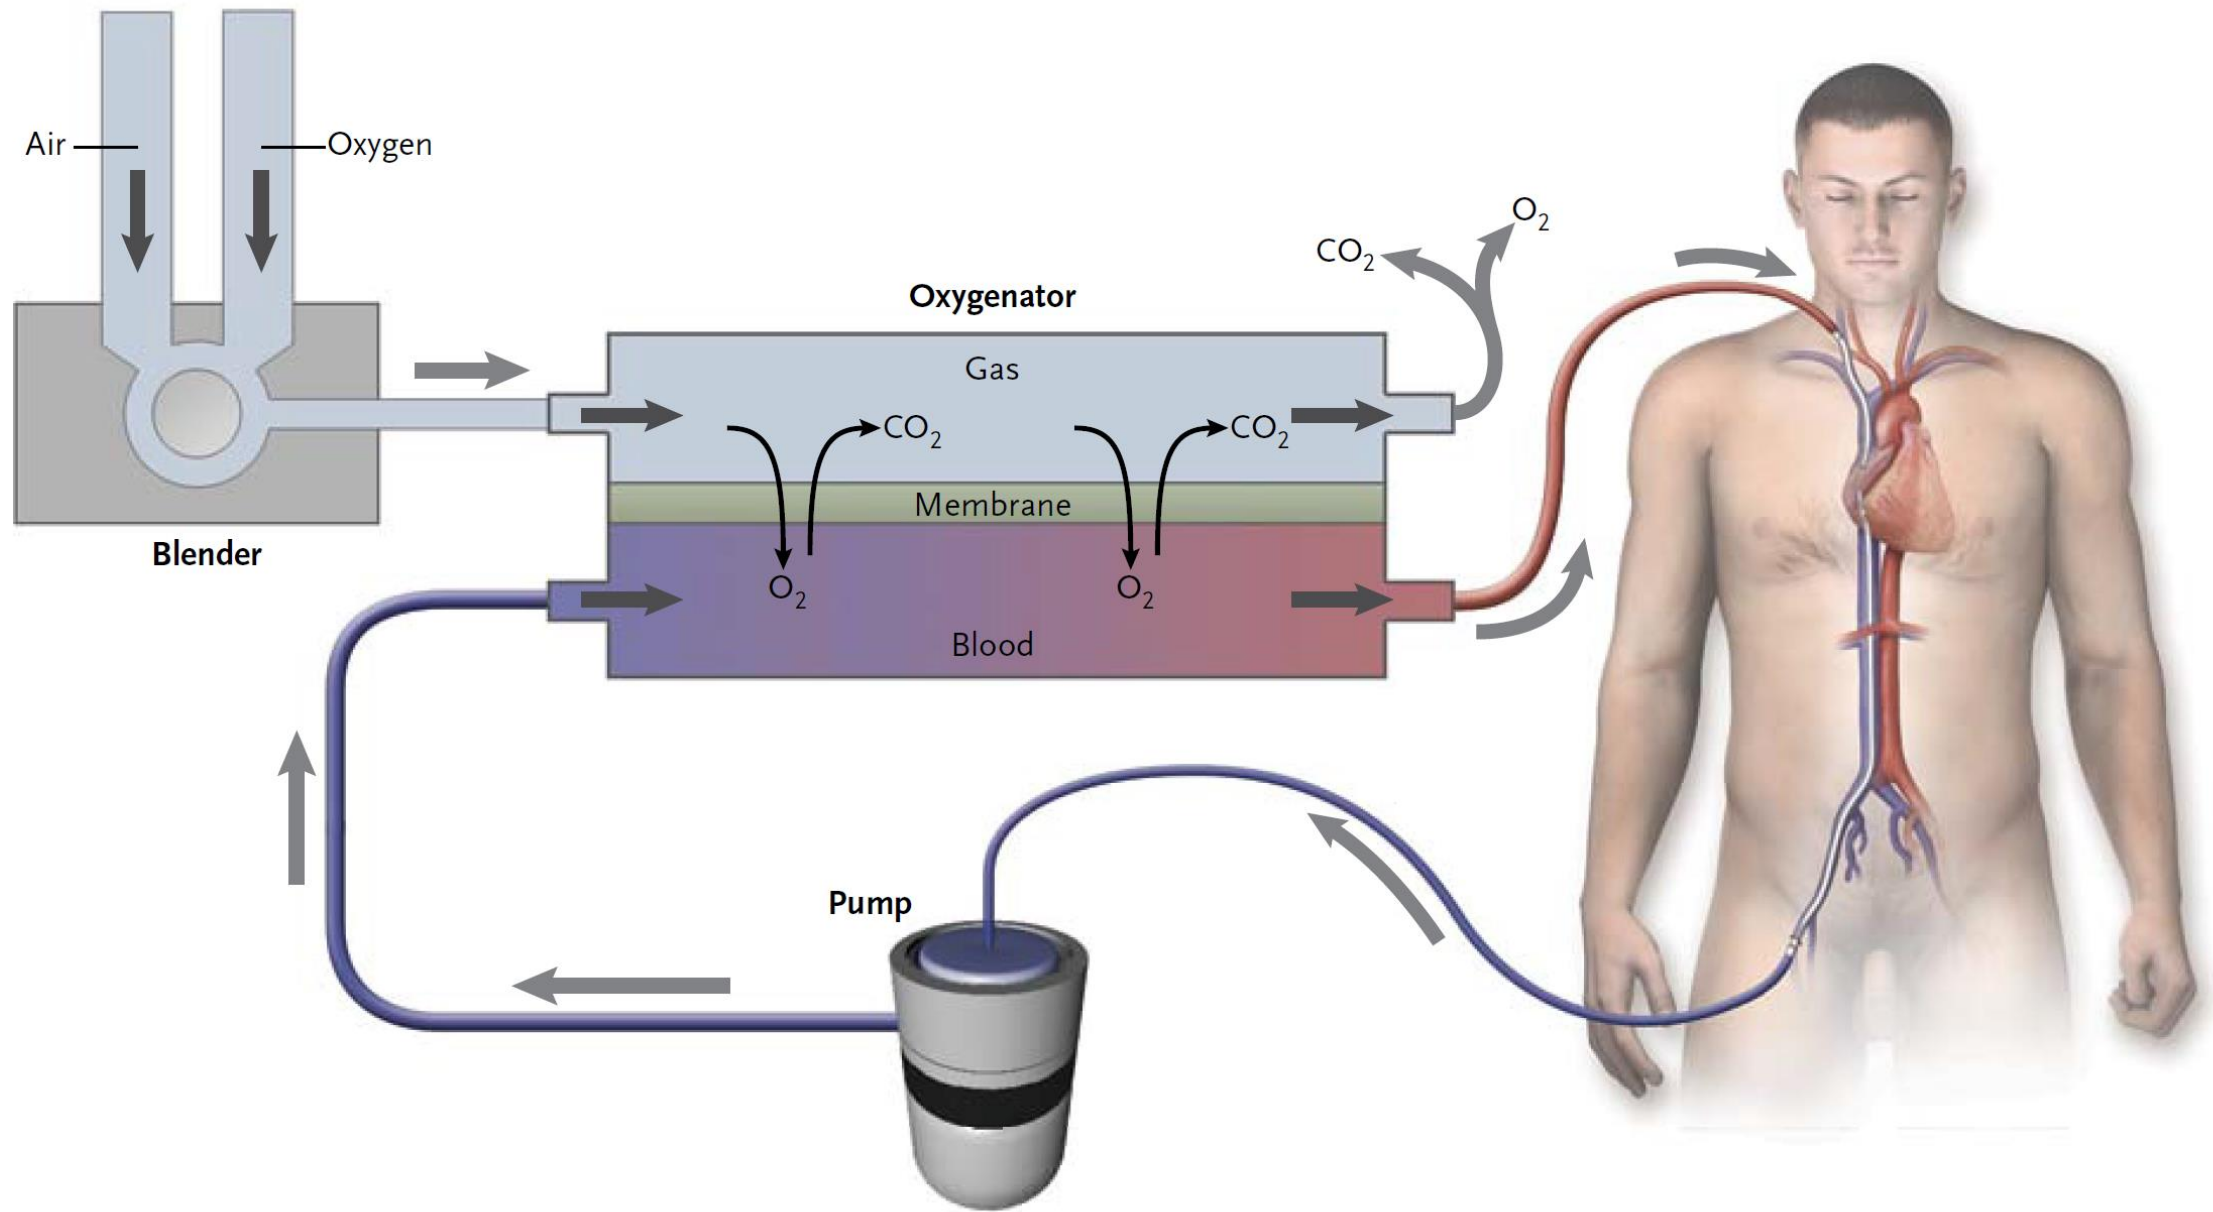 Air
Oxygen
O₂
CO₂
Oxygenator
Gas
CO₂
CO₂
Membrane
Blender
O₂
O₂
Blood
Pump